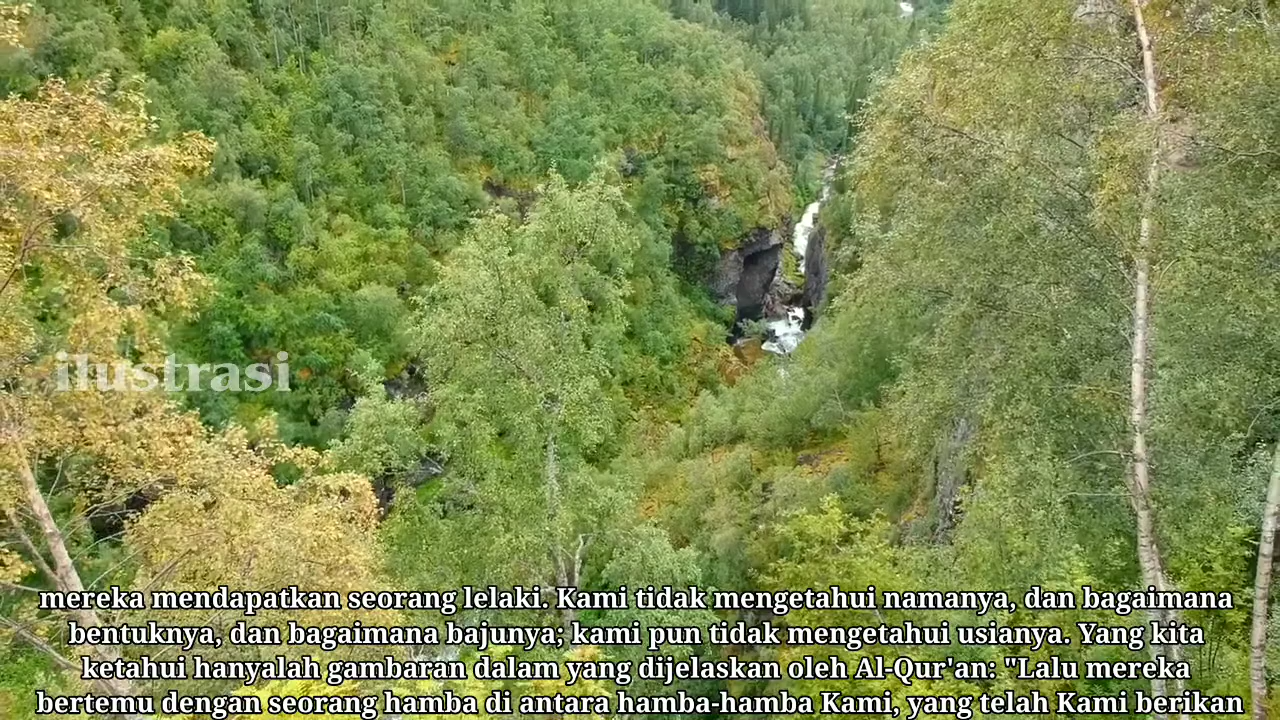 ilustrasi
mereka mendapatkan seorang lelaki. Kami tidak mengetahui namanya, dan bagaimana
bentuknya, dan bagaimana bajunya; kami pun tidak mengetahui usianya. Yang kita
ketahui hanyalah gambaran dalam yang dijelaskan oleh Al-Qur'an: "Lalu mereka
bertemu dengan seorang hamba di antara hamba-hamba Kami, yang telah Kami berikan